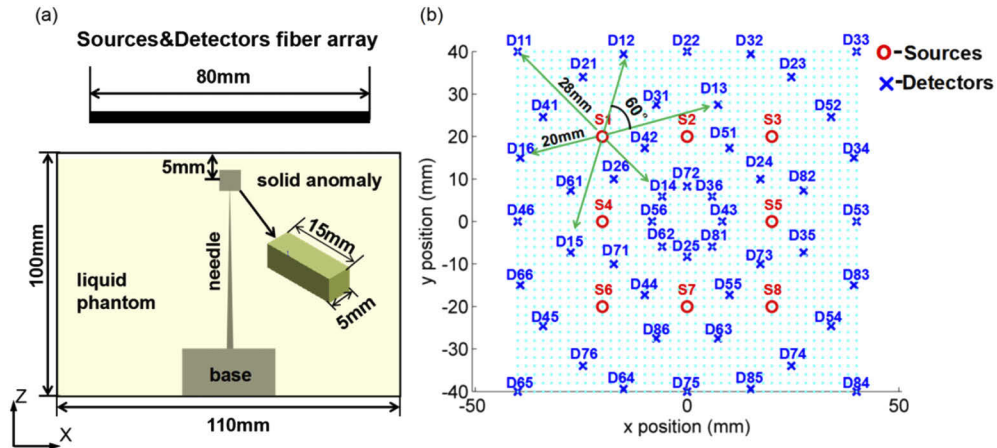 (a)
Sources&Detectors fiber array
80mm
5mm
solid anomaly
15mm
5mm
100mm
needle
liquid
phantom
base
Z
X
110mm
(b)
D11 D12 D22 D32 D33
O-Sources
×-Detectors
D21 D23
28mm
D31 D13
60°
D41 D52
S1 S2 S3
20mm
D42 D51
D16 D34
D26 D72 D24
D61 D14 D36 D82
D46 S4 D56 D43 S5 D53
D15 D62 D25 D81 D35
D71 D73
D66 D83
S6 D44 S7 D55 S8
D45 D54
D86 D63
D76 D74
D65 D64 D75 D85 D84
40
30
20
10
0
-10
-20
-30
-40
y position (mm)
-50 0 50
x position (mm)